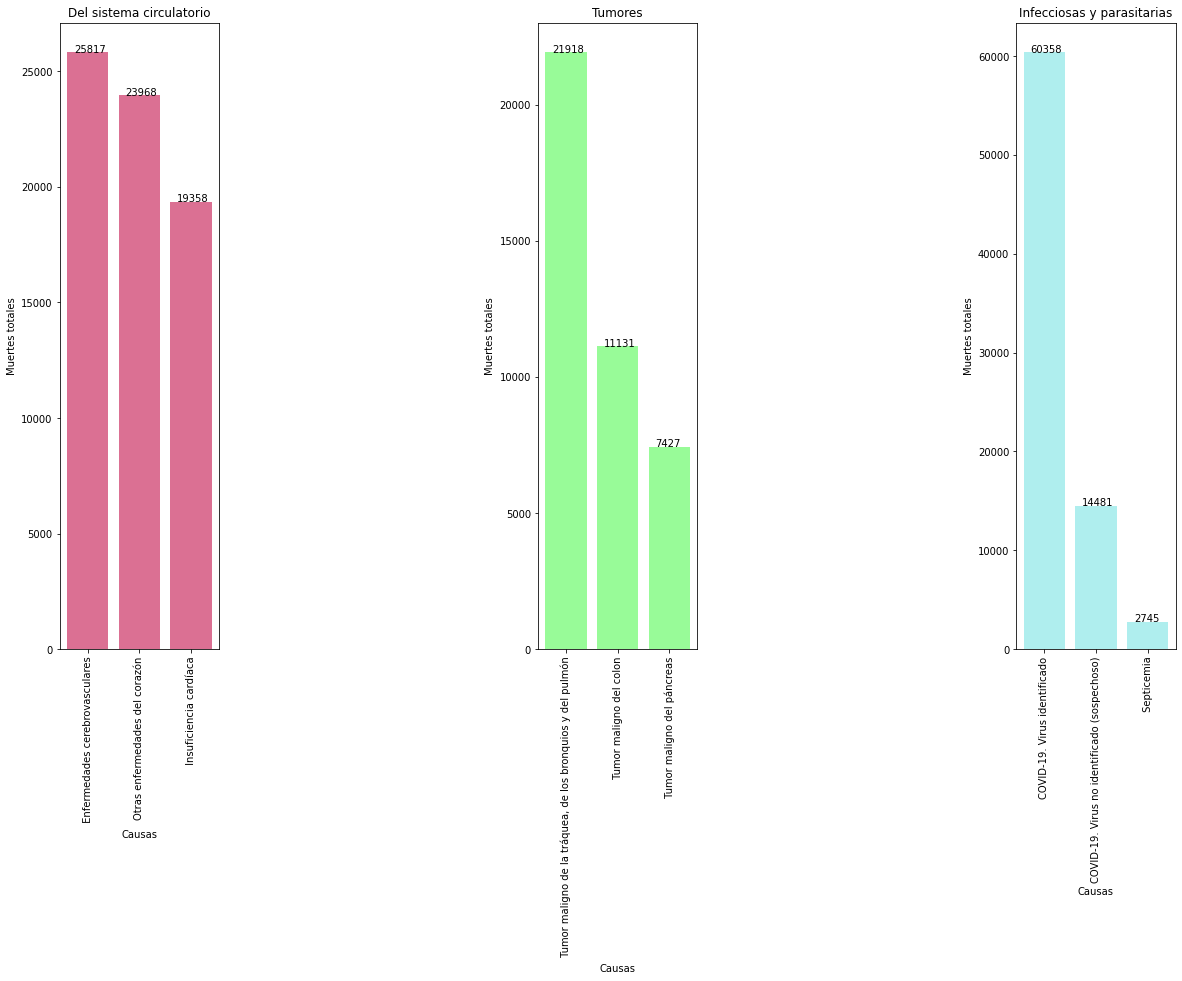 Del sistema circulatorio
25817
23968
19358
25000
20000
15000
10000
5000
0
Muertes totales
Enfermedades cerebrovasculares
Otras enfermedades del corazón
Insuficiencia cardíaca
Causas
Tumores
21918
11131
7427
20000
15000
10000
5000
0
Muertes totales
Tumor maligno de la tráquea, de los bronquios y del pulmón
Tumor maligno del colon
Tumor maligno del páncreas
Causas
Infecciosas y parasitarias
60358
14481
2745
60000
50000
40000
30000
20000
10000
0
Muertes totales
COVID-19. Virus identificado
COVID-19. Virus no identificado (sospechoso)
Septicemia
Causas